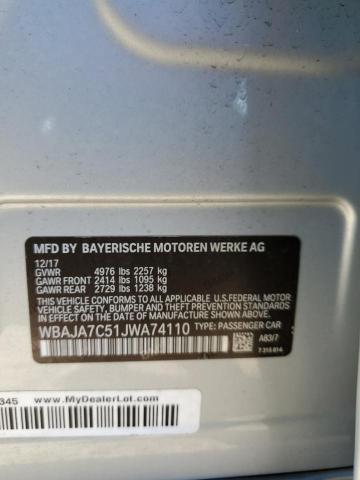 MFD BY BAYERISCHE MOTOREN WERKE AG
12/17
GVWR 4976 lbs 2257 kg
GAWR FRONT 2414 lbs 1095 kg
GAWR REAR 2729 lbs 1238 kg
THIS VEHICLE CONFORMS TO ALL APPLICABLE
U.S. FEDERAL MOTOR VEHICLE SAFETY, BUMPER,
AND THEFT PREVENTION STANDARDS IN EFFECT
ON THE DATE OF MANUFACTURE SHOWN ABOVE.
WBAJA7C51JWA74110 TYPE: PASSENGER CAR
A83/7
7 315 614
345
www.MyDealerLot.com